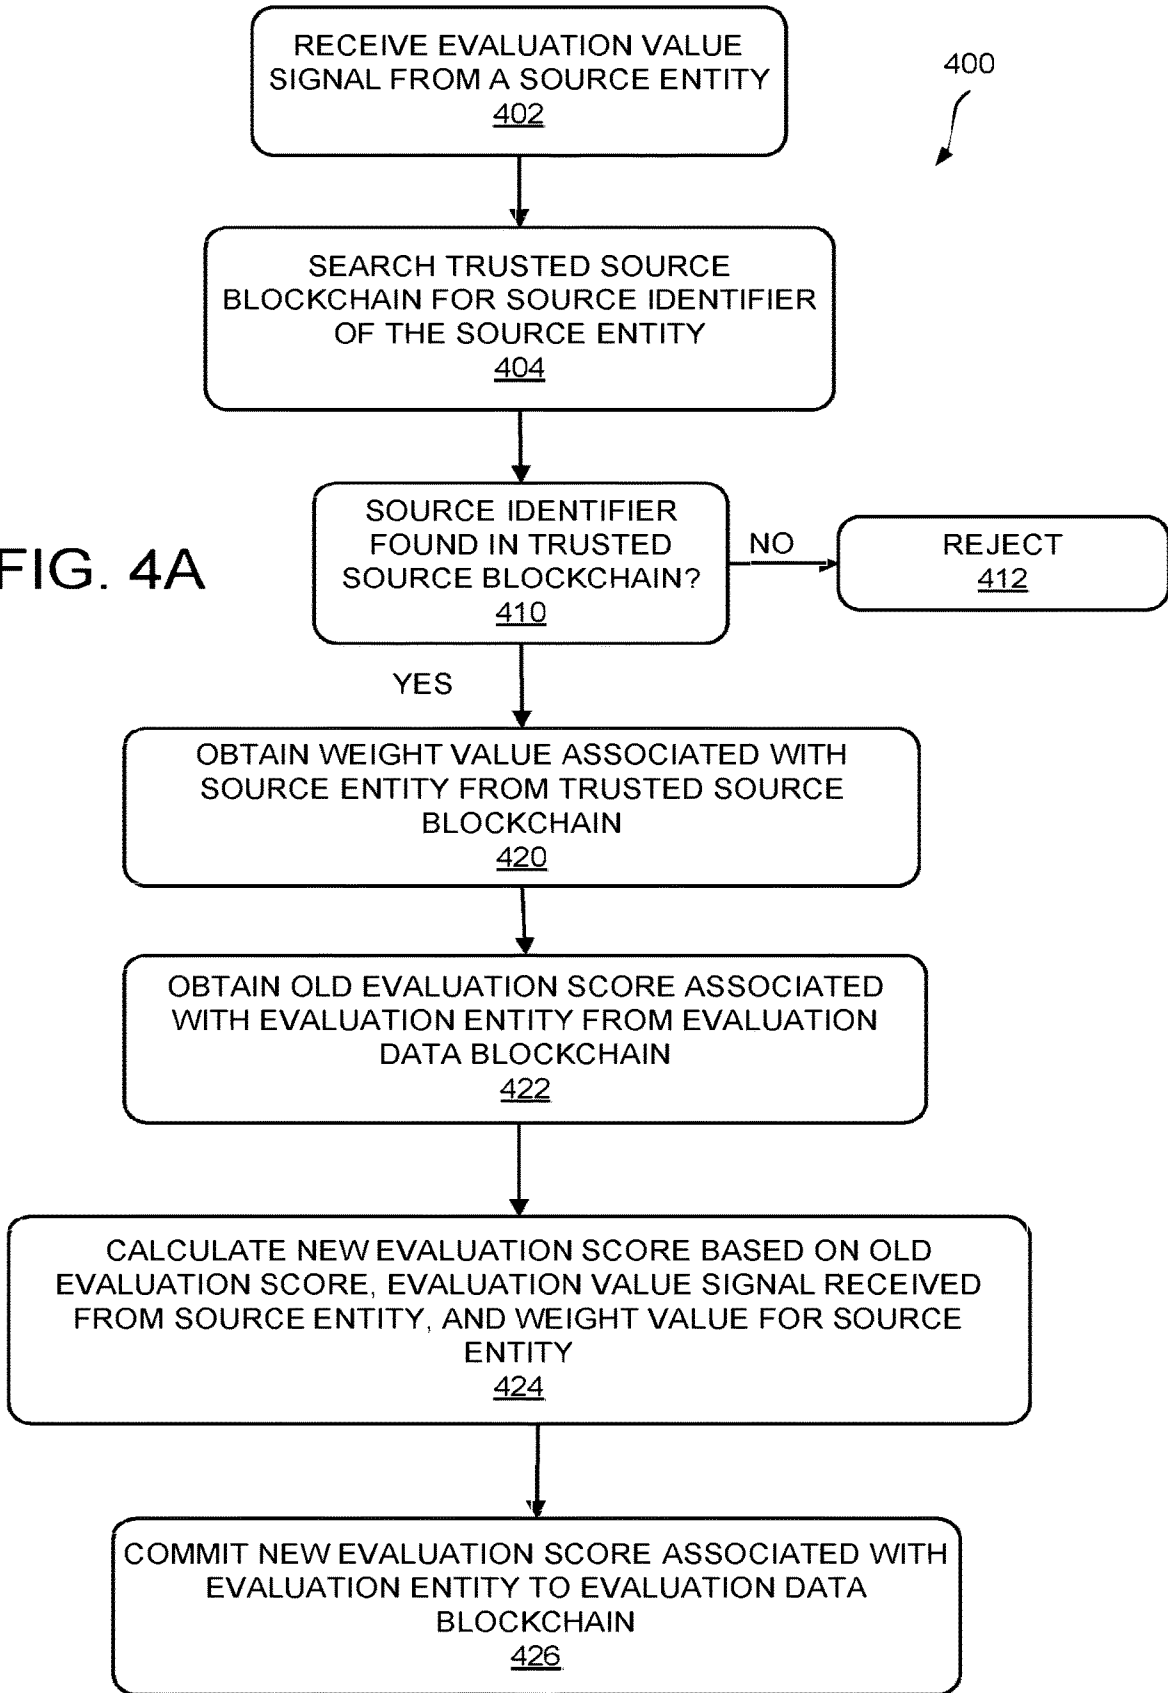 RECEIVE EVALUATION VALUE
SIGNAL FROM A SOURCE ENTITY
402
400
SEARCH TRUSTED SOURCE
BLOCKCHAIN FOR SOURCE IDENTIFIER
OF THE SOURCE ENTITY
404
FIG. 4A
SOURCE IDENTIFIER
FOUND IN TRUSTED
SOURCE BLOCKCHAIN?
410
NO
REJECT
412
YES
OBTAIN WEIGHT VALUE ASSOCIATED WITH
SOURCE ENTITY FROM TRUSTED SOURCE
BLOCKCHAIN
420
OBTAIN OLD EVALUATION SCORE ASSOCIATED
WITH EVALUATION ENTITY FROM EVALUATION
DATA BLOCKCHAIN
422
CALCULATE NEW EVALUATION SCORE BASED ON OLD
EVALUATION SCORE, EVALUATION VALUE SIGNAL RECEIVED
FROM SOURCE ENTITY, AND WEIGHT VALUE FOR SOURCE
ENTITY
424
COMMIT NEW EVALUATION SCORE ASSOCIATED WITH
EVALUATION ENTITY TO EVALUATION DATA
BLOCKCHAIN
426